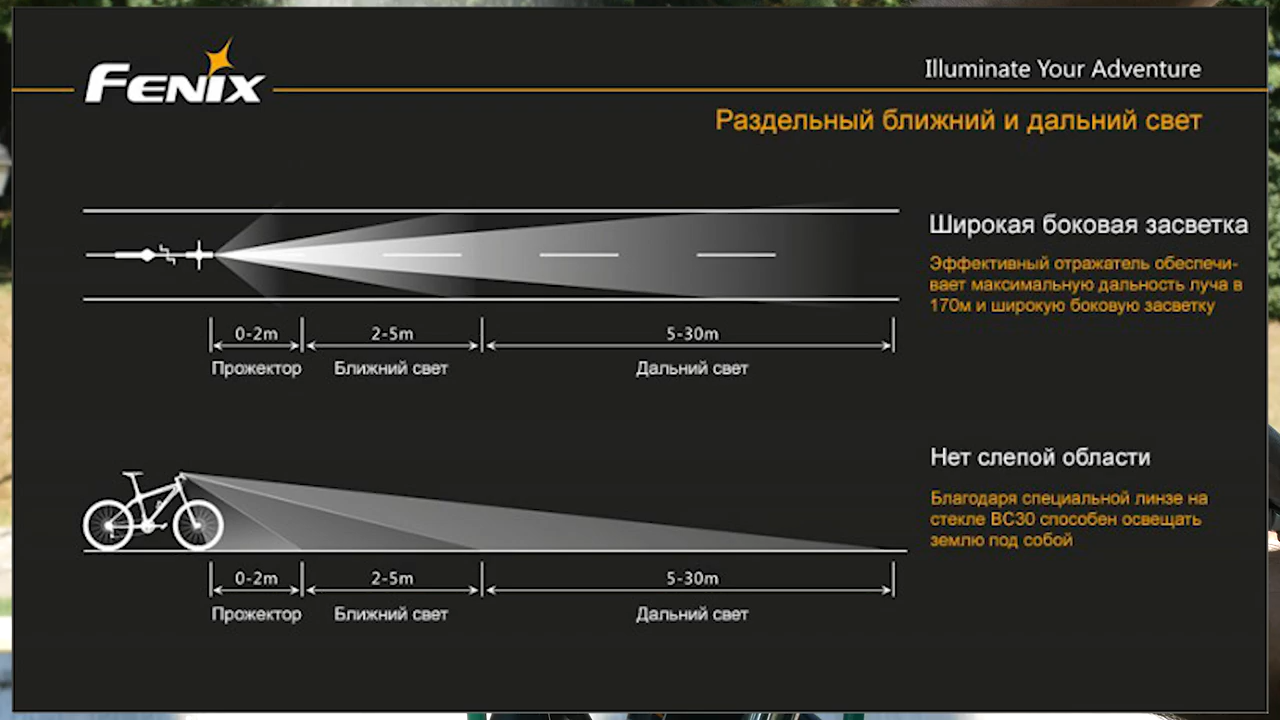 FENIX
Illuminate Your Adventure
Раздельный ближний и дальний свет
Широкая боковая засветка
Эффективный отражатель обеспечи-
вает максимальную дальность луча в
170м и широкую боковую засветку
0-2m 2-5m 5-30m
Прожектор Ближний свет Дальний свет
Нет слепой области
Благодаря специальной линзе на
стекле BC30 способен освещать
землю под собой
0-2m 2-5m 5-30m
Прожектор Ближний свет Дальний свет